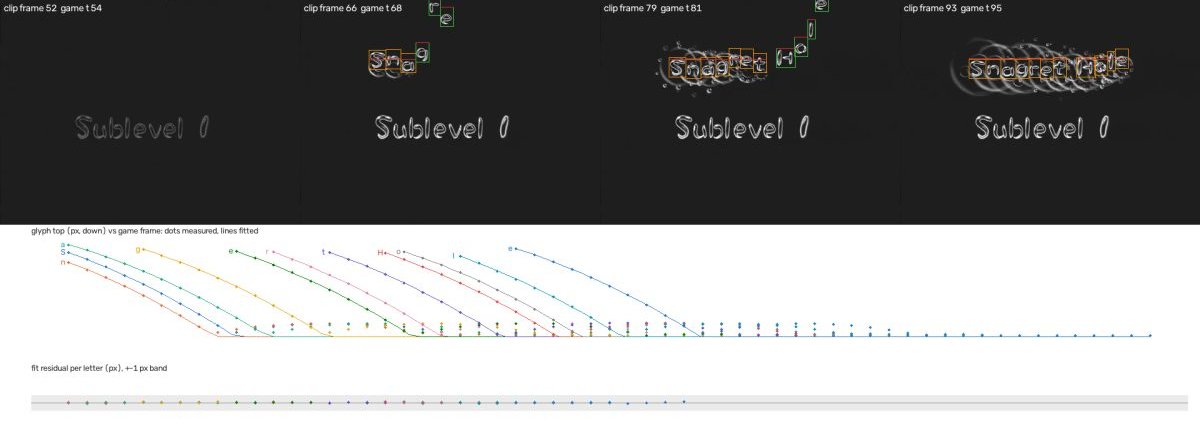 clip frame 52 game t 54
clip frame 66 game t 68
clip frame 79 game t 81
clip frame 93 game t 95
r
e
Snag
e
l
o
H
Snagret
Snagret Hole
Sublevel 1
Sublevel 1
Sublevel 1
Sublevel 1
glyph top (px, down) vs game frame: dots measured, lines fitted
a
S
n
g
e
r
t
H
o
l
e
fit residual per letter (px), +-1 px band